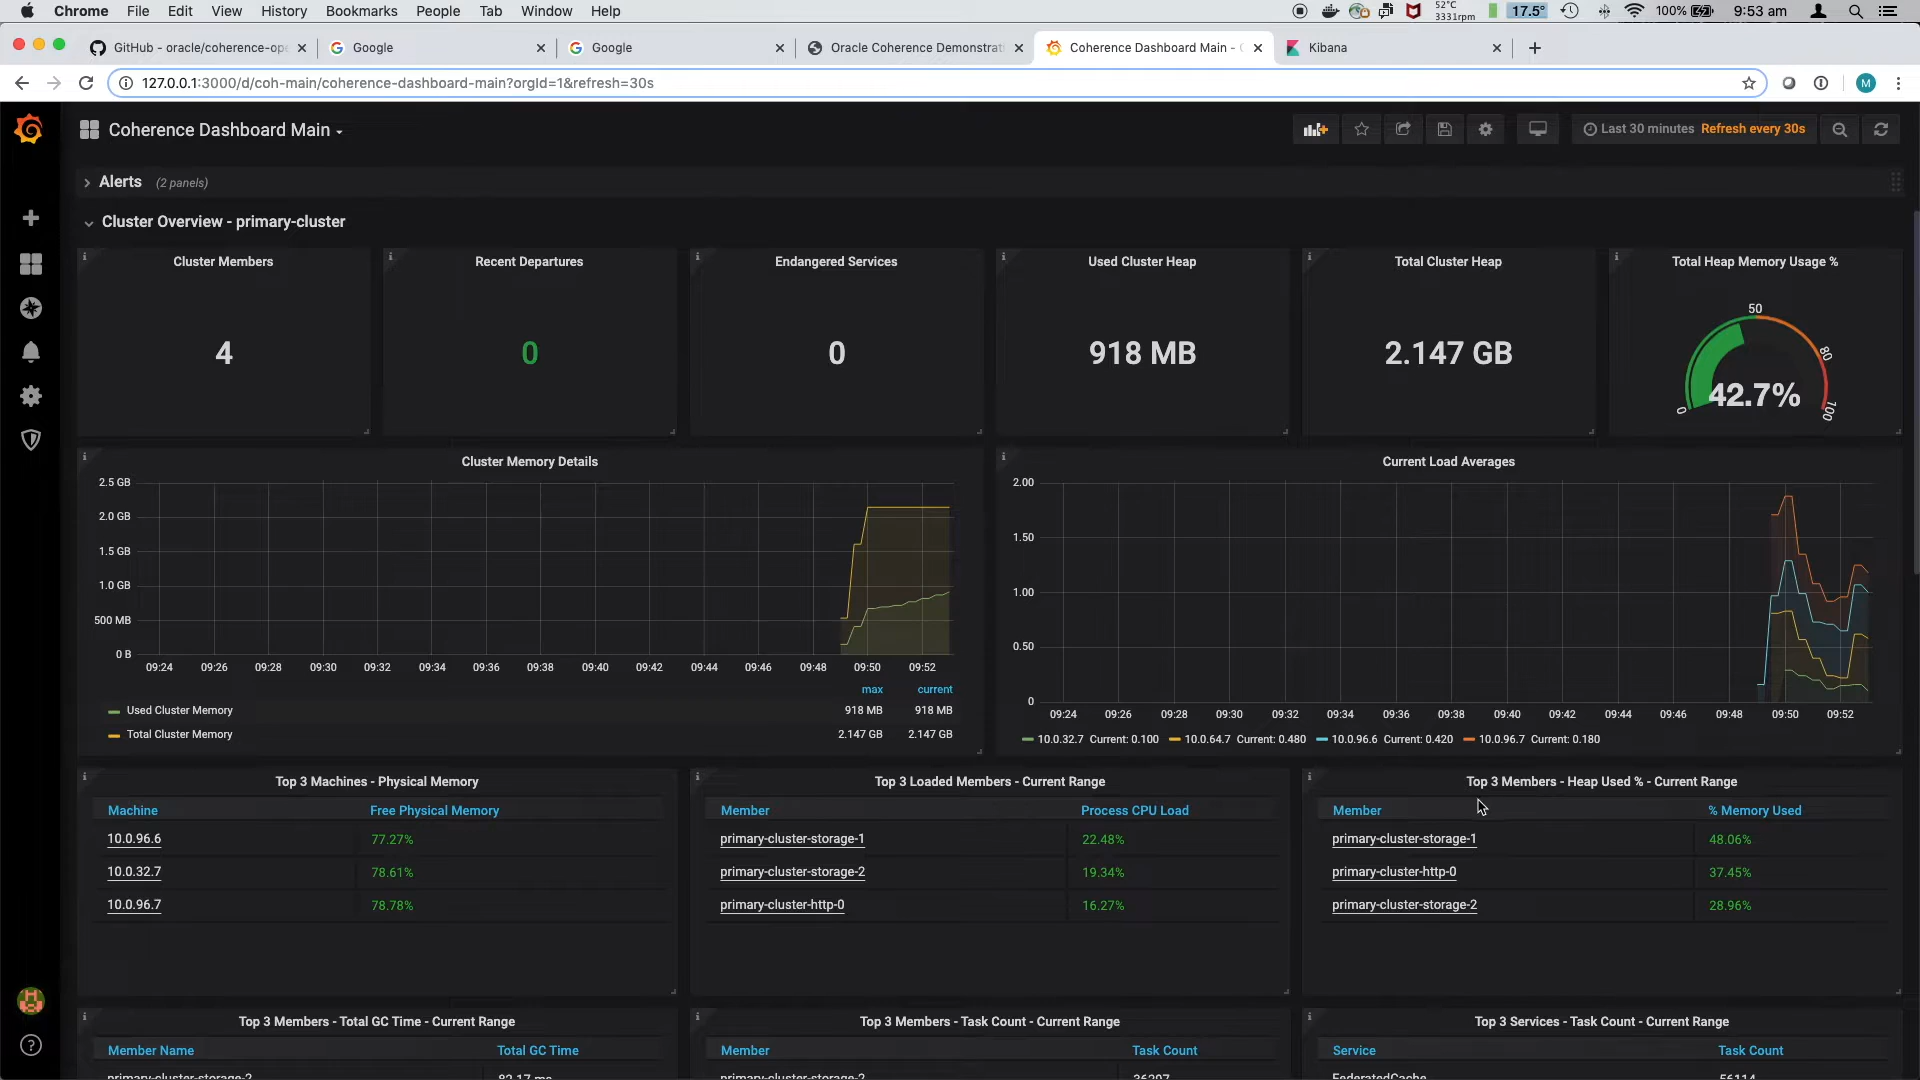 Chrome File Edit View History Bookmarks People Tab Window Help
52°C 3331rpm 17.5° 100% 9:53 am
GitHub - oracle/coherence-ope
Google
Google
Oracle Coherence Demonstrati
Coherence Dashboard Main -
Kibana
127.0.0.1:3000/d/coh-main/coherence-dashboard-main?orgId=1&refresh=30s
M
Coherence Dashboard Main
Last 30 minutes Refresh every 30s
Alerts (2 panels)
Cluster Overview - primary-cluster
Cluster Members
4
Recent Departures
0
Endangered Services
0
Used Cluster Heap
918 MB
Total Cluster Heap
2.147 GB
Total Heap Memory Usage %
0 50 80 100
42.7%
Cluster Memory Details
2.5 GB
2.0 GB
1.5 GB
1.0 GB
500 MB
0 B
09:24 09:26 09:28 09:30 09:32 09:34 09:36 09:38 09:40 09:42 09:44 09:46 09:48 09:50 09:52
max current
Used Cluster Memory 918 MB 918 MB
Total Cluster Memory 2.147 GB 2.147 GB
Current Load Averages
2.00
1.50
1.00
0.50
0
09:24 09:26 09:28 09:30 09:32 09:34 09:36 09:38 09:40 09:42 09:44 09:46 09:48 09:50 09:52
10.0.32.7 Current: 0.100 10.0.64.7 Current: 0.480 10.0.96.6 Current: 0.420 10.0.96.7 Current: 0.180
Top 3 Machines - Physical Memory
Machine Free Physical Memory
10.0.96.6 77.27%
10.0.32.7 78.61%
10.0.96.7 78.78%
Top 3 Loaded Members - Current Range
Member Process CPU Load
primary-cluster-storage-1 22.48%
primary-cluster-storage-2 19.34%
primary-cluster-http-0 16.27%
Top 3 Members - Heap Used % - Current Range
Member % Memory Used
primary-cluster-storage-1 48.06%
primary-cluster-http-0 37.45%
primary-cluster-storage-2 28.96%
Top 3 Members - Total GC Time - Current Range
Member Name Total GC Time
primary-cluster-storage-2 82.17 ms
Top 3 Members - Task Count - Current Range
Member Task Count
primary-cluster-storage-2 36297
Top 3 Services - Task Count - Current Range
Service Task Count
FederatedCache 56114